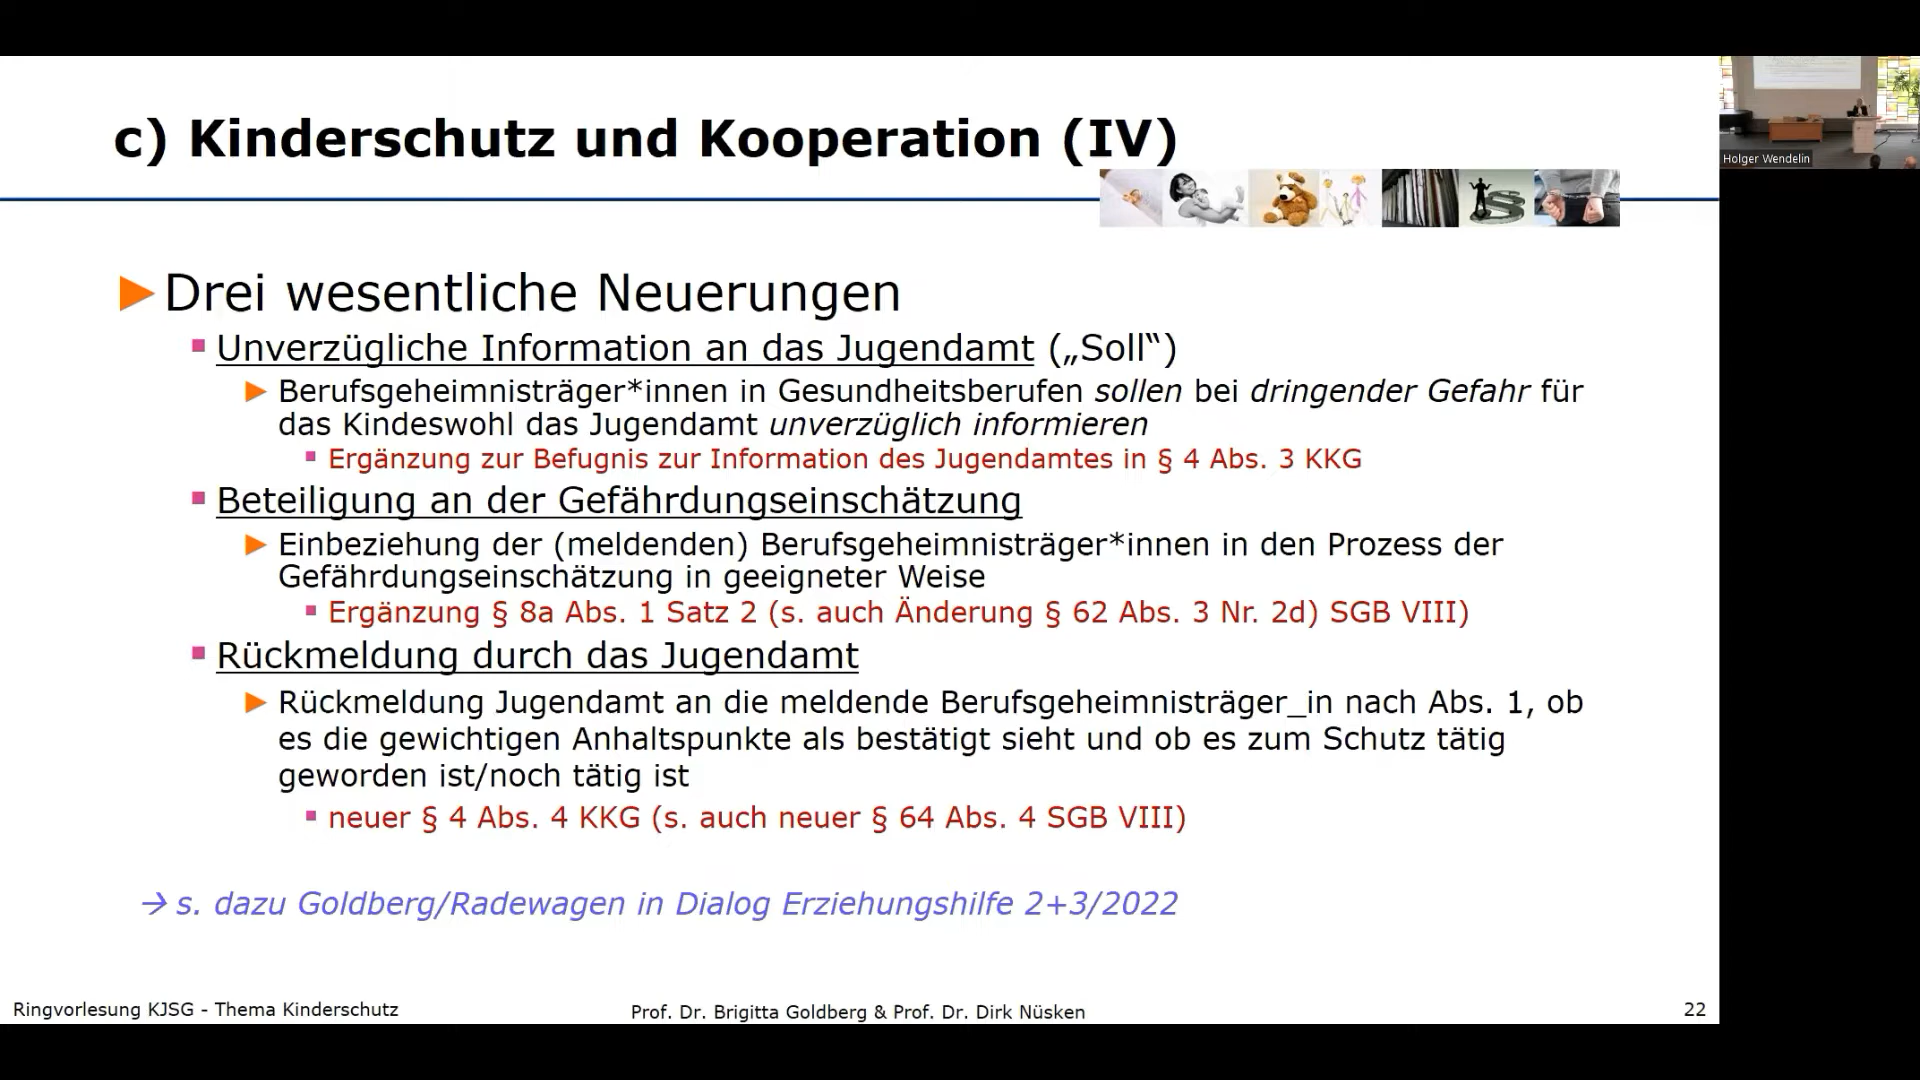 c) Kinderschutz und Kooperation (IV)
Holger Wendelin
►Drei wesentliche Neuerungen
▪ Unverzügliche Information an das Jugendamt („Soll“)
► Berufsgeheimnisträger*innen in Gesundheitsberufen sollen bei dringender Gefahr für
das Kindeswohl das Jugendamt unverzüglich informieren
▪ Ergänzung zur Befugnis zur Information des Jugendamtes in § 4 Abs. 3 KKG
▪ Beteiligung an der Gefährdungseinschätzung
► Einbeziehung der (meldenden) Berufsgeheimnisträger*innen in den Prozess der
Gefährdungseinschätzung in geeigneter Weise
▪ Ergänzung § 8a Abs. 1 Satz 2 (s. auch Änderung § 62 Abs. 3 Nr. 2d) SGB VIII)
▪ Rückmeldung durch das Jugendamt
► Rückmeldung Jugendamt an die meldende Berufsgeheimnisträger_in nach Abs. 1, ob
es die gewichtigen Anhaltspunkte als bestätigt sieht und ob es zum Schutz tätig
geworden ist/noch tätig ist
▪ neuer § 4 Abs. 4 KKG (s. auch neuer § 64 Abs. 4 SGB VIII)
→ s. dazu Goldberg/Radewagen in Dialog Erziehungshilfe 2+3/2022
Ringvorlesung KJSG - Thema Kinderschutz
Prof. Dr. Brigitta Goldberg & Prof. Dr. Dirk Nüsken
22